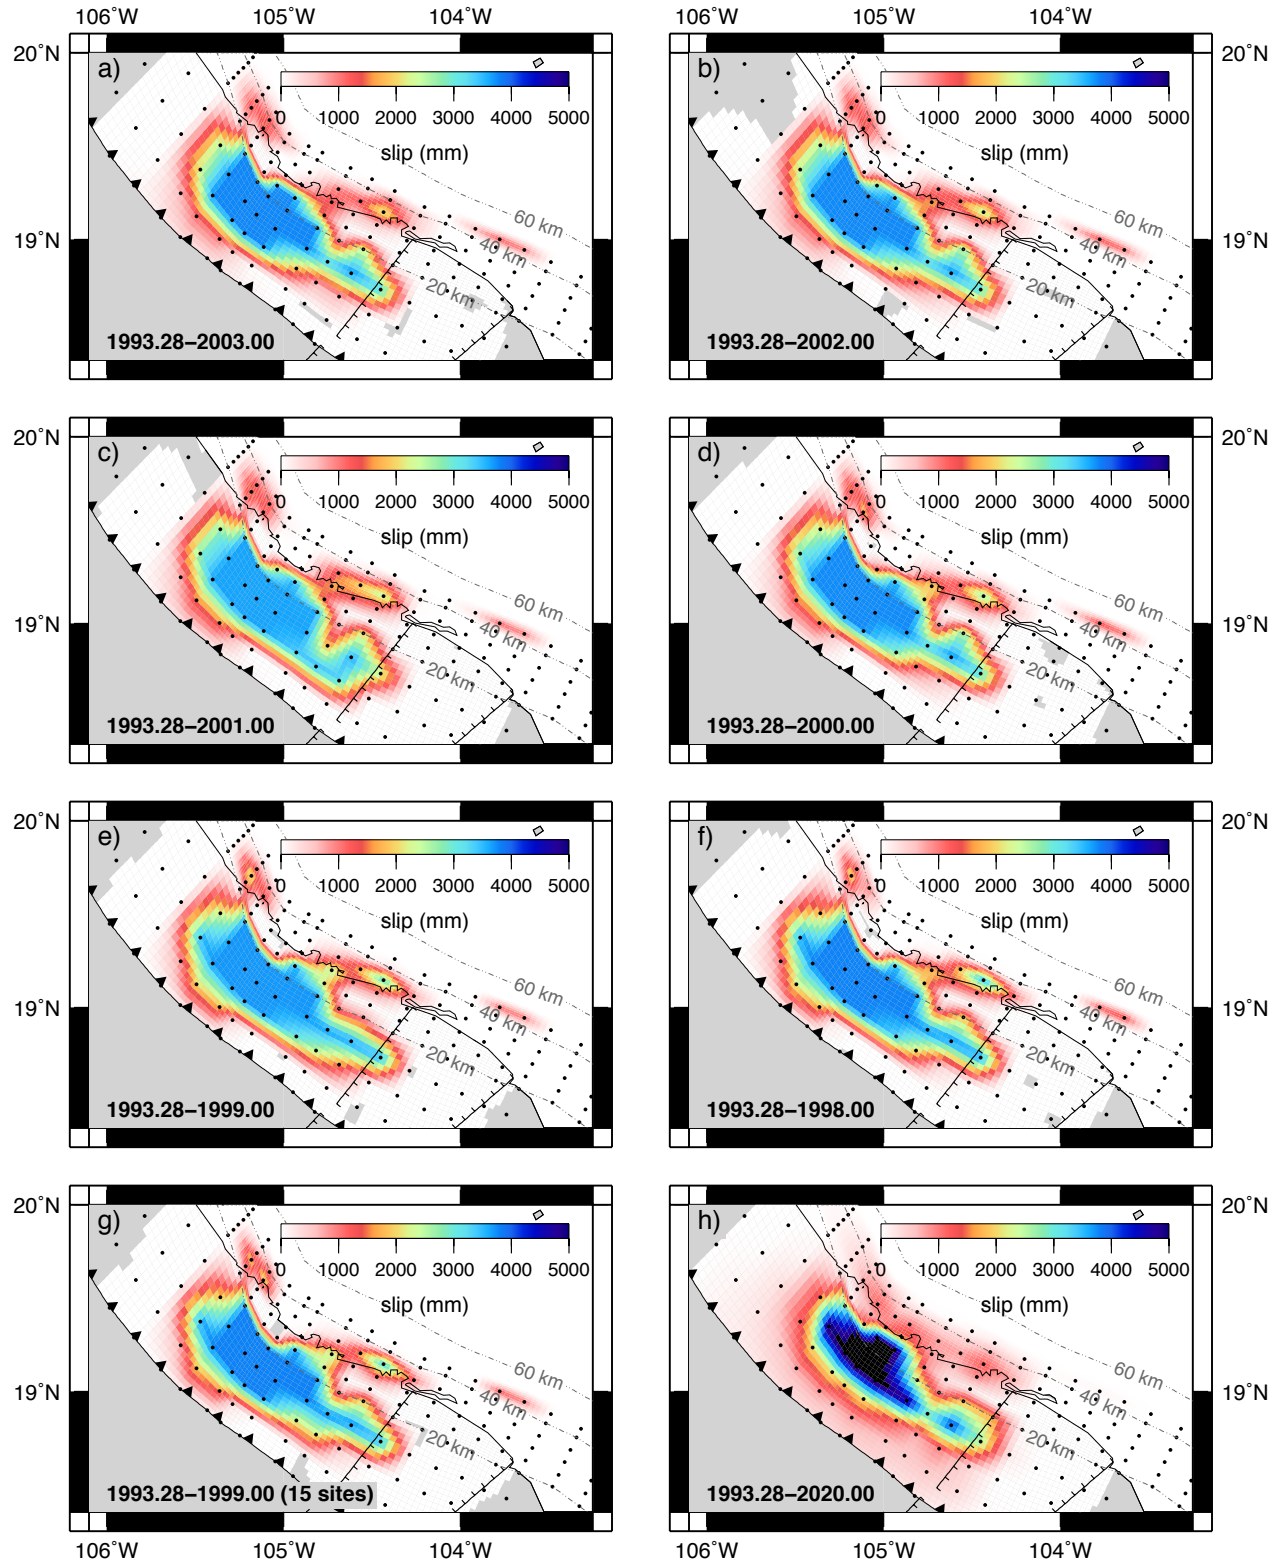 106˚W 105˚W 104˚W 106˚W 105˚W 104˚W
20˚N 20˚N
a) b)
0 1000 2000 3000 4000 5000 0 1000 2000 3000 4000 5000
slip (mm) slip (mm)
60 km 60 km
19˚N 40 km 40 km 19˚N
20 km 20 km
1993.28−2003.00 1993.28−2002.00
20˚N 20˚N
c) d)
0 1000 2000 3000 4000 5000 0 1000 2000 3000 4000 5000
slip (mm) slip (mm)
60 km 60 km
19˚N 40 km 40 km 19˚N
20 km 20 km
1993.28−2001.00 1993.28−2000.00
20˚N 20˚N
e) f)
0 1000 2000 3000 4000 5000 0 1000 2000 3000 4000 5000
slip (mm) slip (mm)
60 km 60 km
19˚N 40 km 40 km 19˚N
20 km 20 km
1993.28−1999.00 1993.28−1998.00
20˚N 20˚N
g) h)
0 1000 2000 3000 4000 5000 0 1000 2000 3000 4000 5000
slip (mm) slip (mm)
60 km 60 km
19˚N 40 km 40 km 19˚N
20 km 20 km
1993.28−1999.00 (15 sites) 1993.28−2020.00
106˚W 105˚W 104˚W 106˚W 105˚W 104˚W